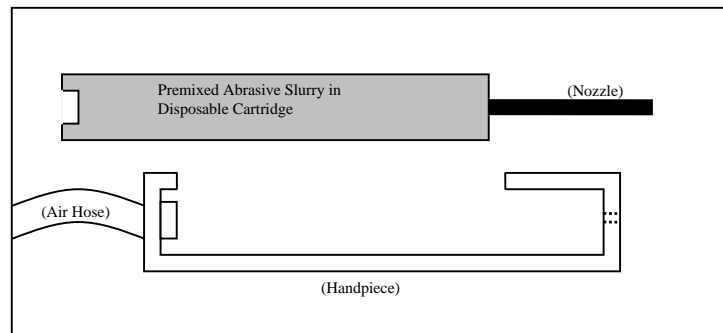 Premixed Abrasive Slurry in
Disposable Cartridge
(Nozzle)
(Air Hose)
(Handpiece)